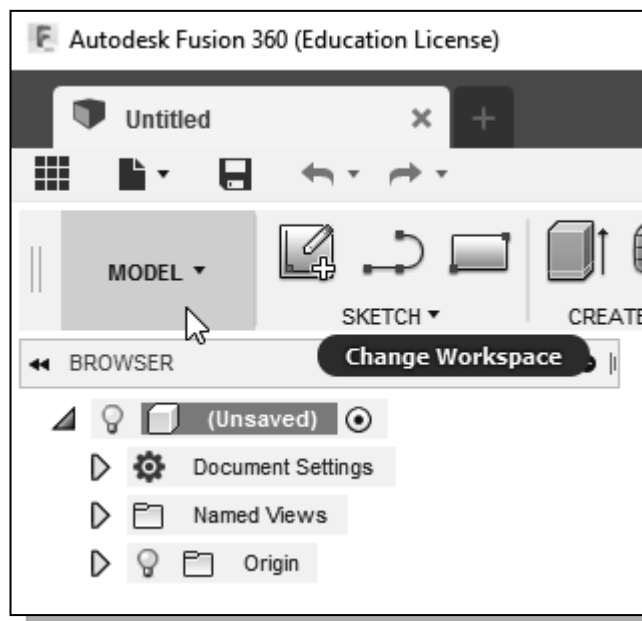 Autodesk Fusion 360 (Education License)
Untitled
MODEL
SKETCH
CREATE
BROWSER
Change Workspace
(Unsaved)
Document Settings
Named Views
Origin